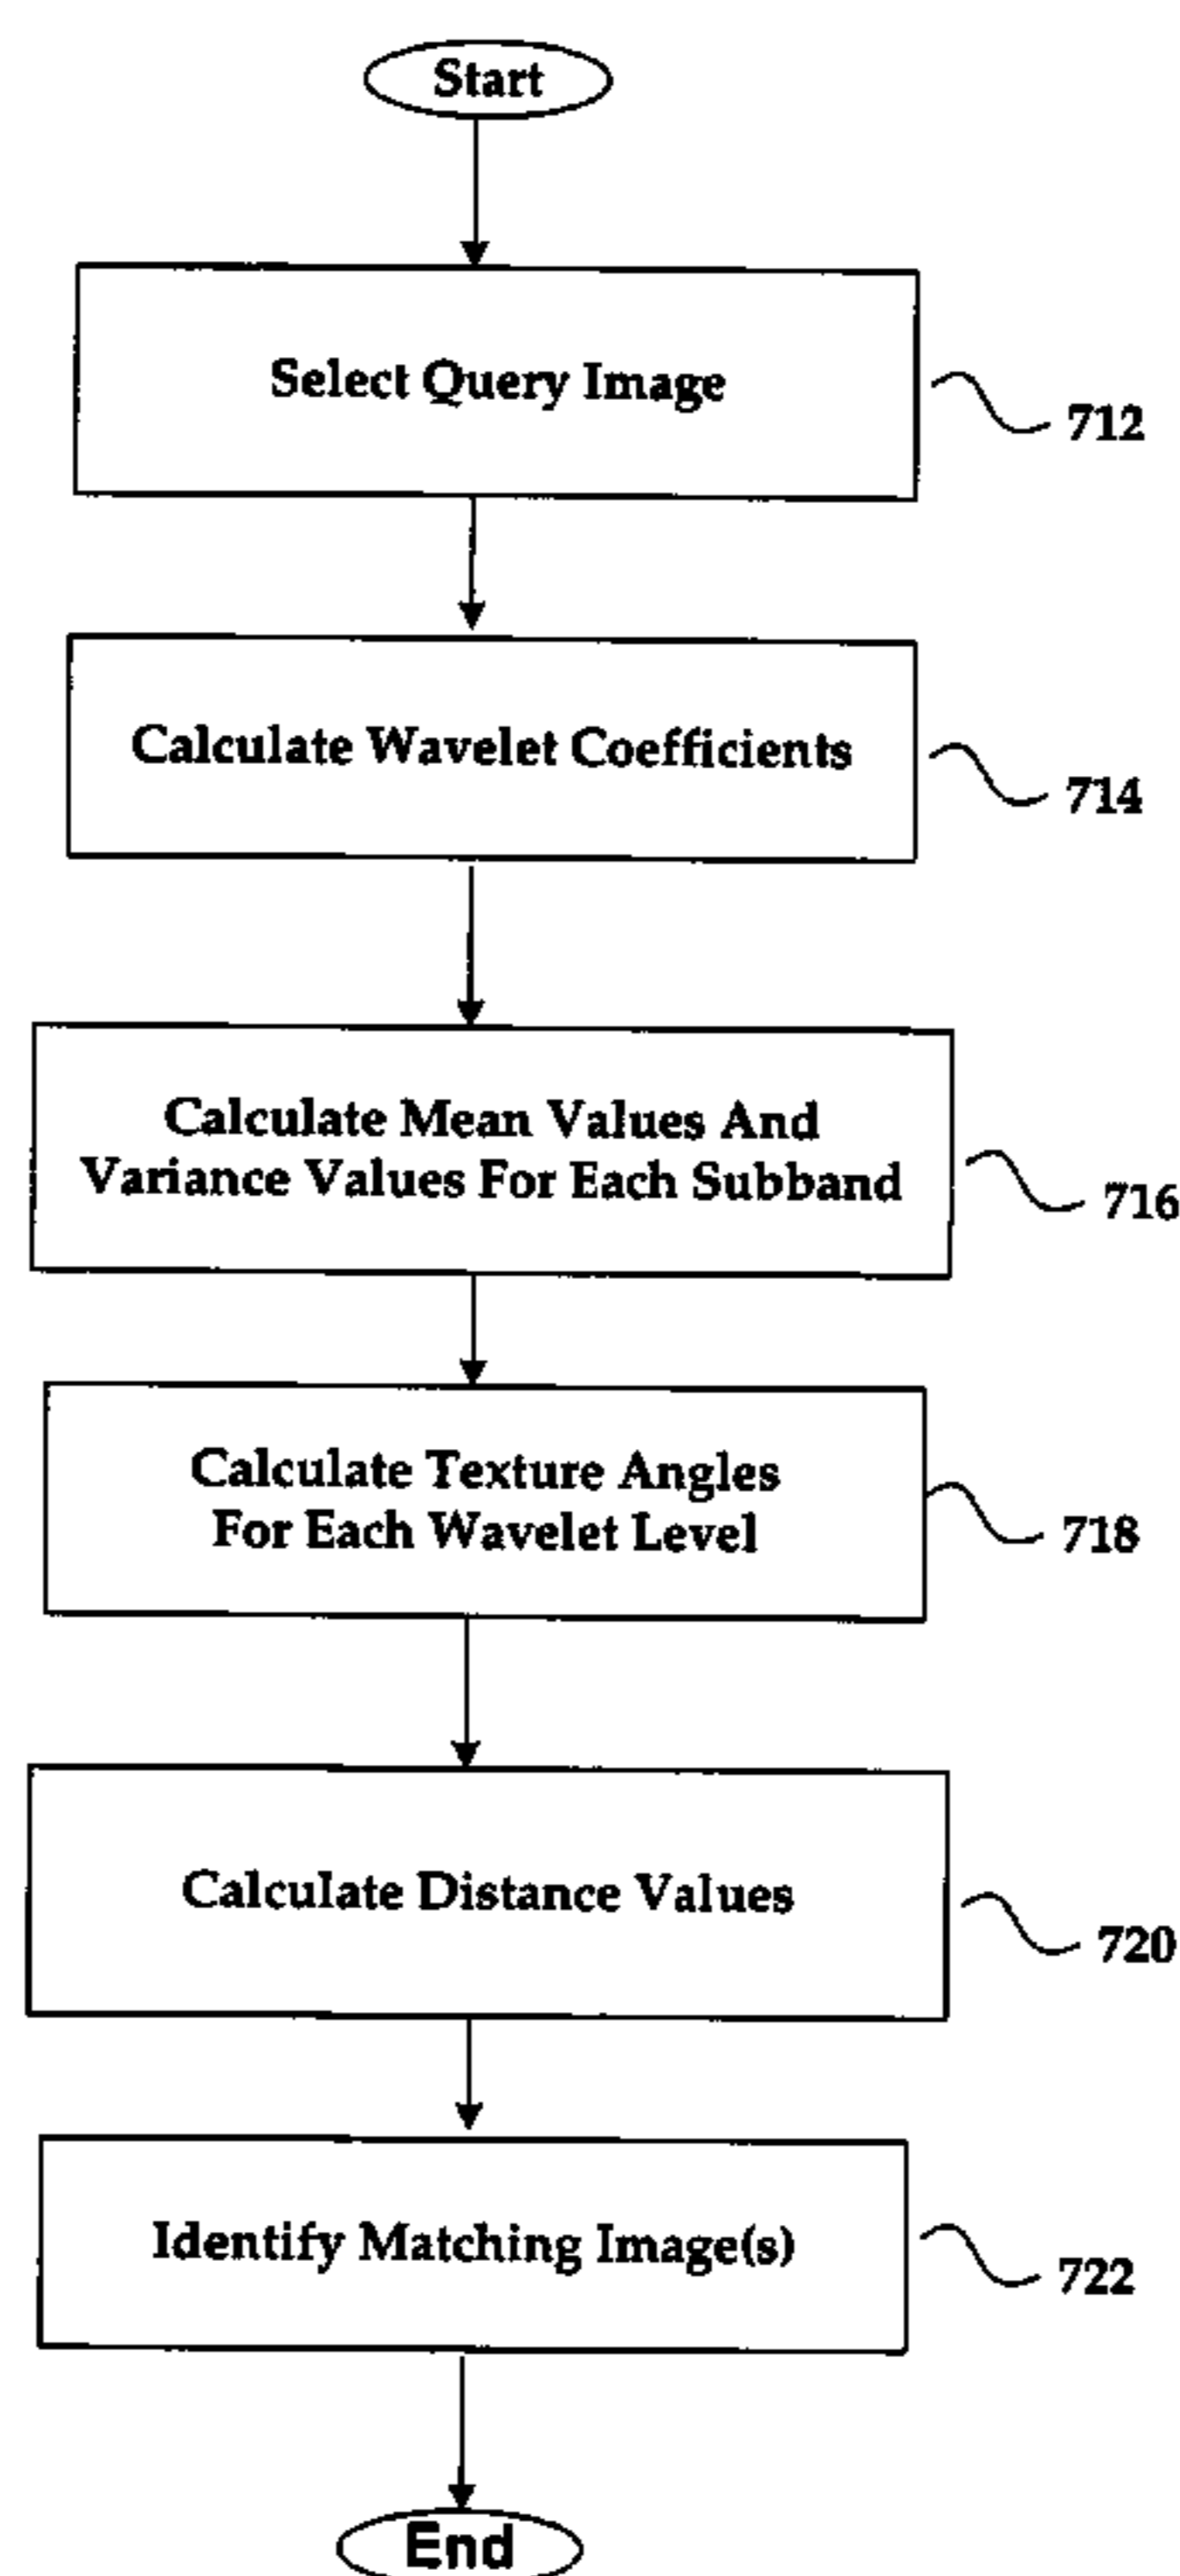 Start
Select Query Image
712
Calculate Wavelet Coefficients
714
Calculate Mean Values And
Variance Values For Each Subband
716
Calculate Texture Angles
For Each Wavelet Level
718
Calculate Distance Values
720
Identify Matching Image(s)
722
End